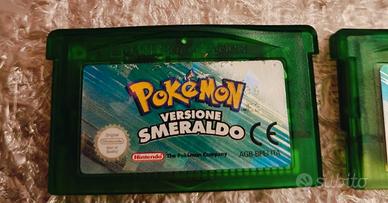 POKéMON
VERSIONE
SMERALDO
CE
Nintendo
The Pokémon Company
subito